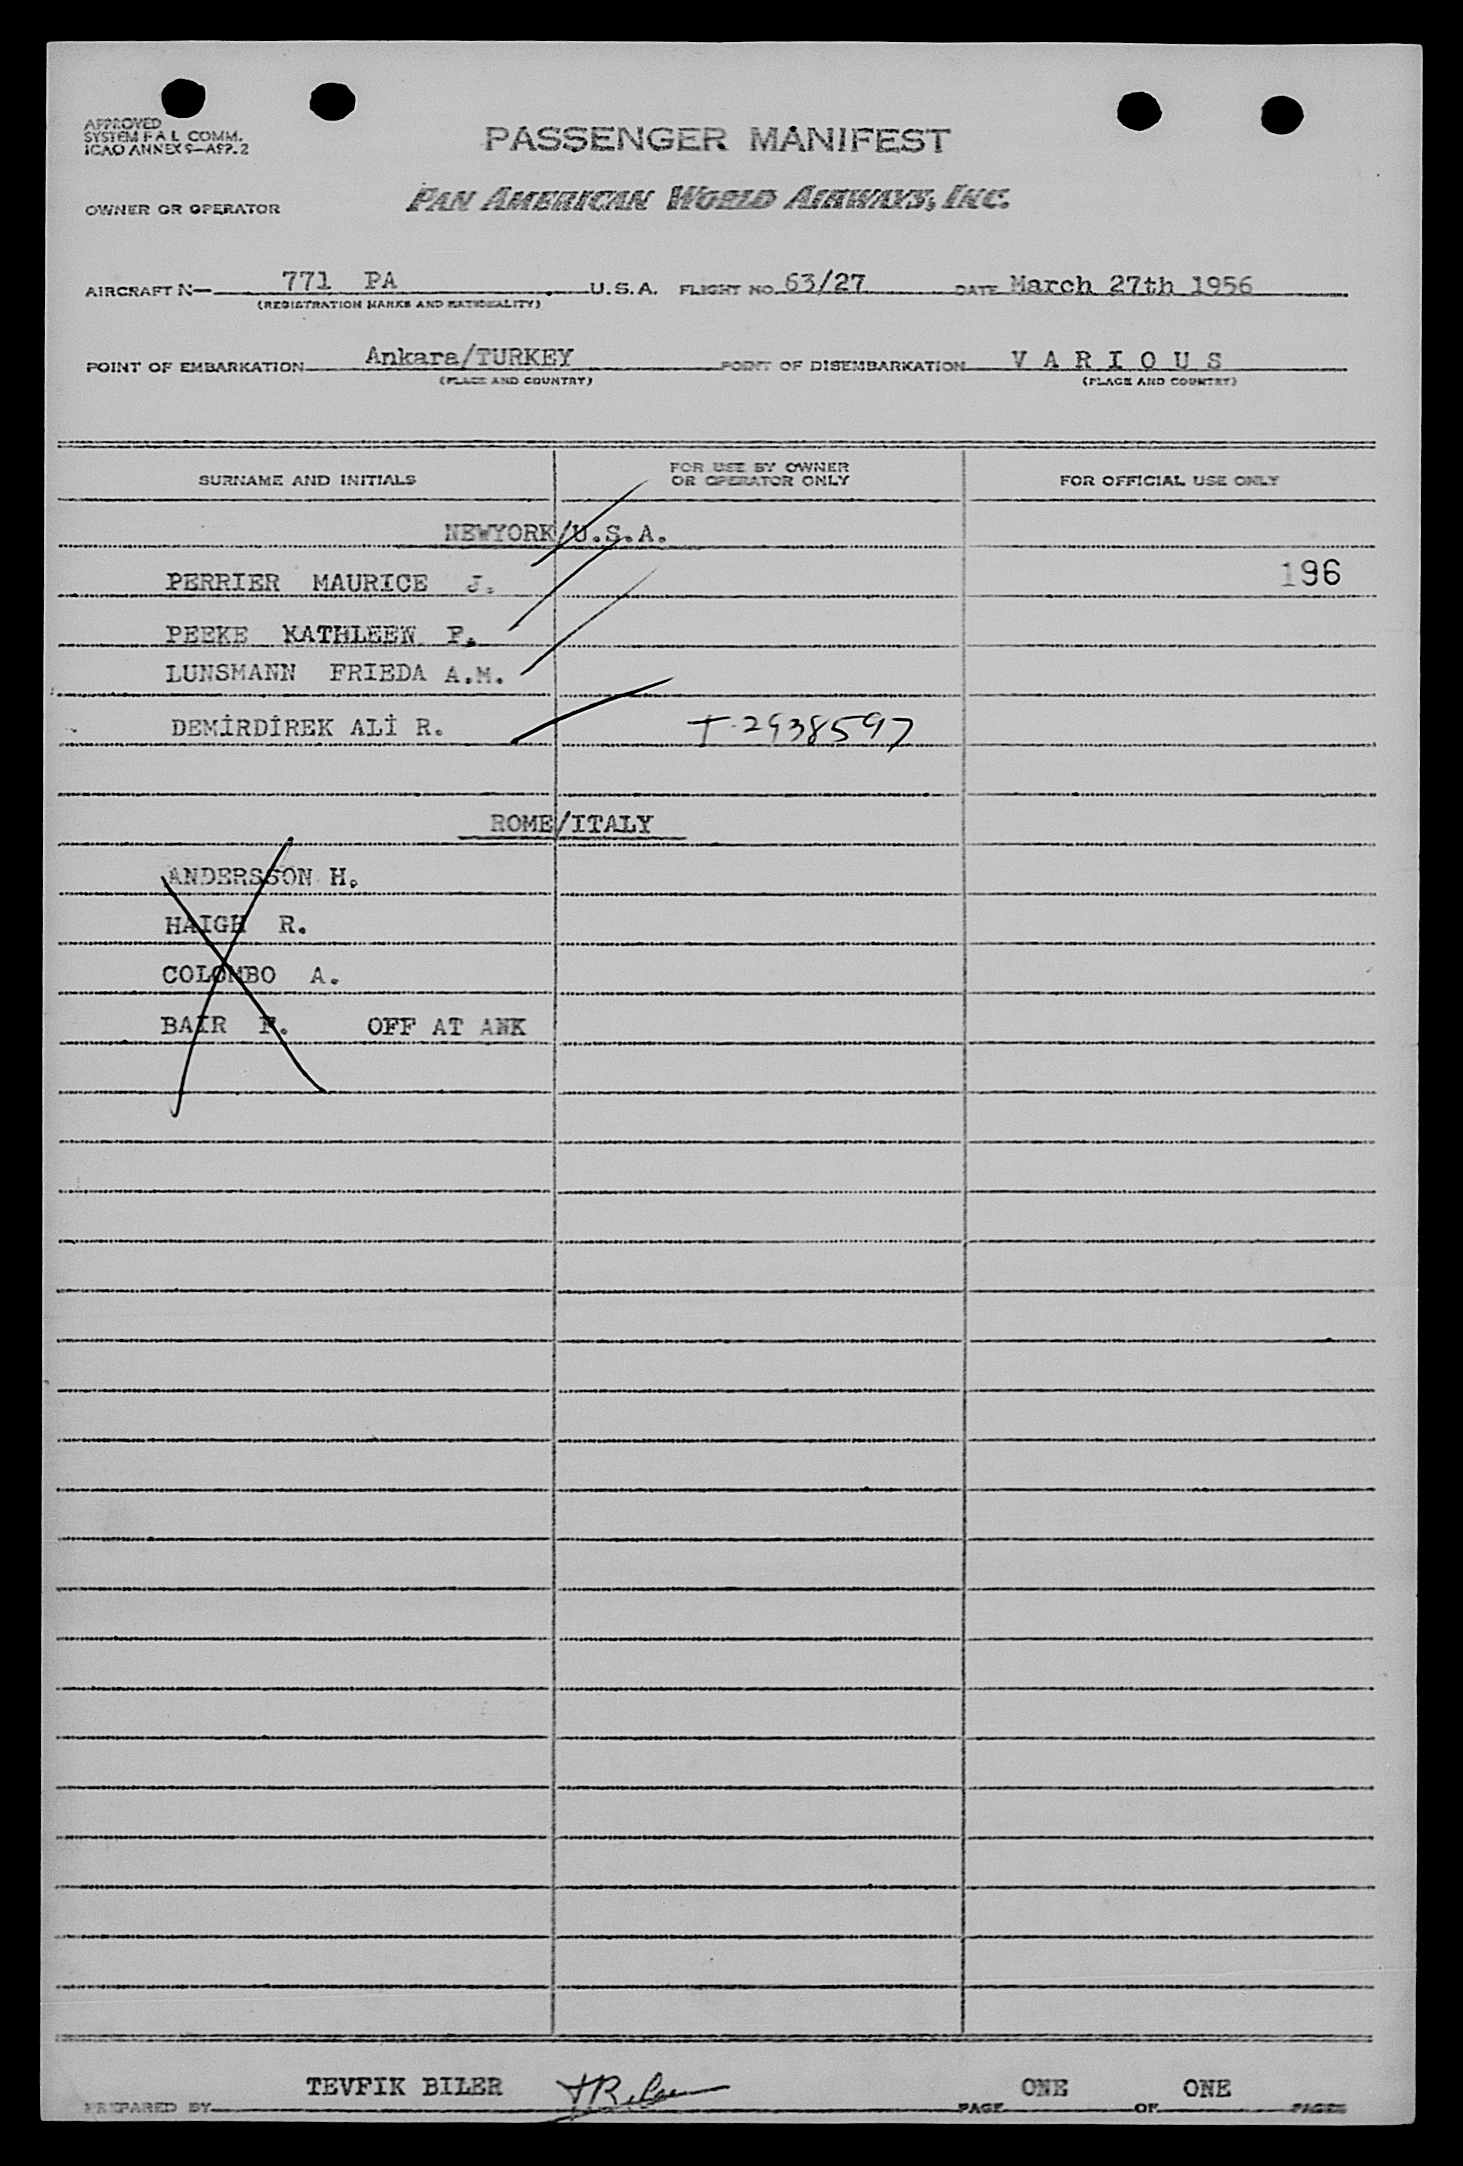 APPROVED
SYSTEM F.A.L. COMM.
ICAO ANNEX 9-APP. 2
PASSENGER MANIFEST
OWNER OR OPERATOR PAN AMERICAN WORLD AIRWAYS, INC.
AIRCRAFT N— 771 PA U.S.A. FLIGHT NO. 63/27 DATE March 27th 1956
(REGISTRATION MARKS AND NATIONALITY)
POINT OF EMBARKATION Ankara/TURKEY POINT OF DISEMBARKATION V A R I O U S
(PLACE AND COUNTRY) (PLACE AND COUNTRY)
SURNAME AND INITIALS FOR USE BY OWNER OR OPERATOR ONLY FOR OFFICIAL USE ONLY
NEWYORK/U.S.A.
PERRIER MAURICE J. 196
PEEKE KATHLEEN P.
LUNSMANN FRIEDA A.M.
DEMİRDİREK ALİ R. T-2938597
ROME/ITALY
ANDERSSON H.
HAIGH R.
COLOMBO A.
BAIR F. OFF AT ANK
PREPARED BY TEVFIK BILER PAGE ONE OF ONE PAGES